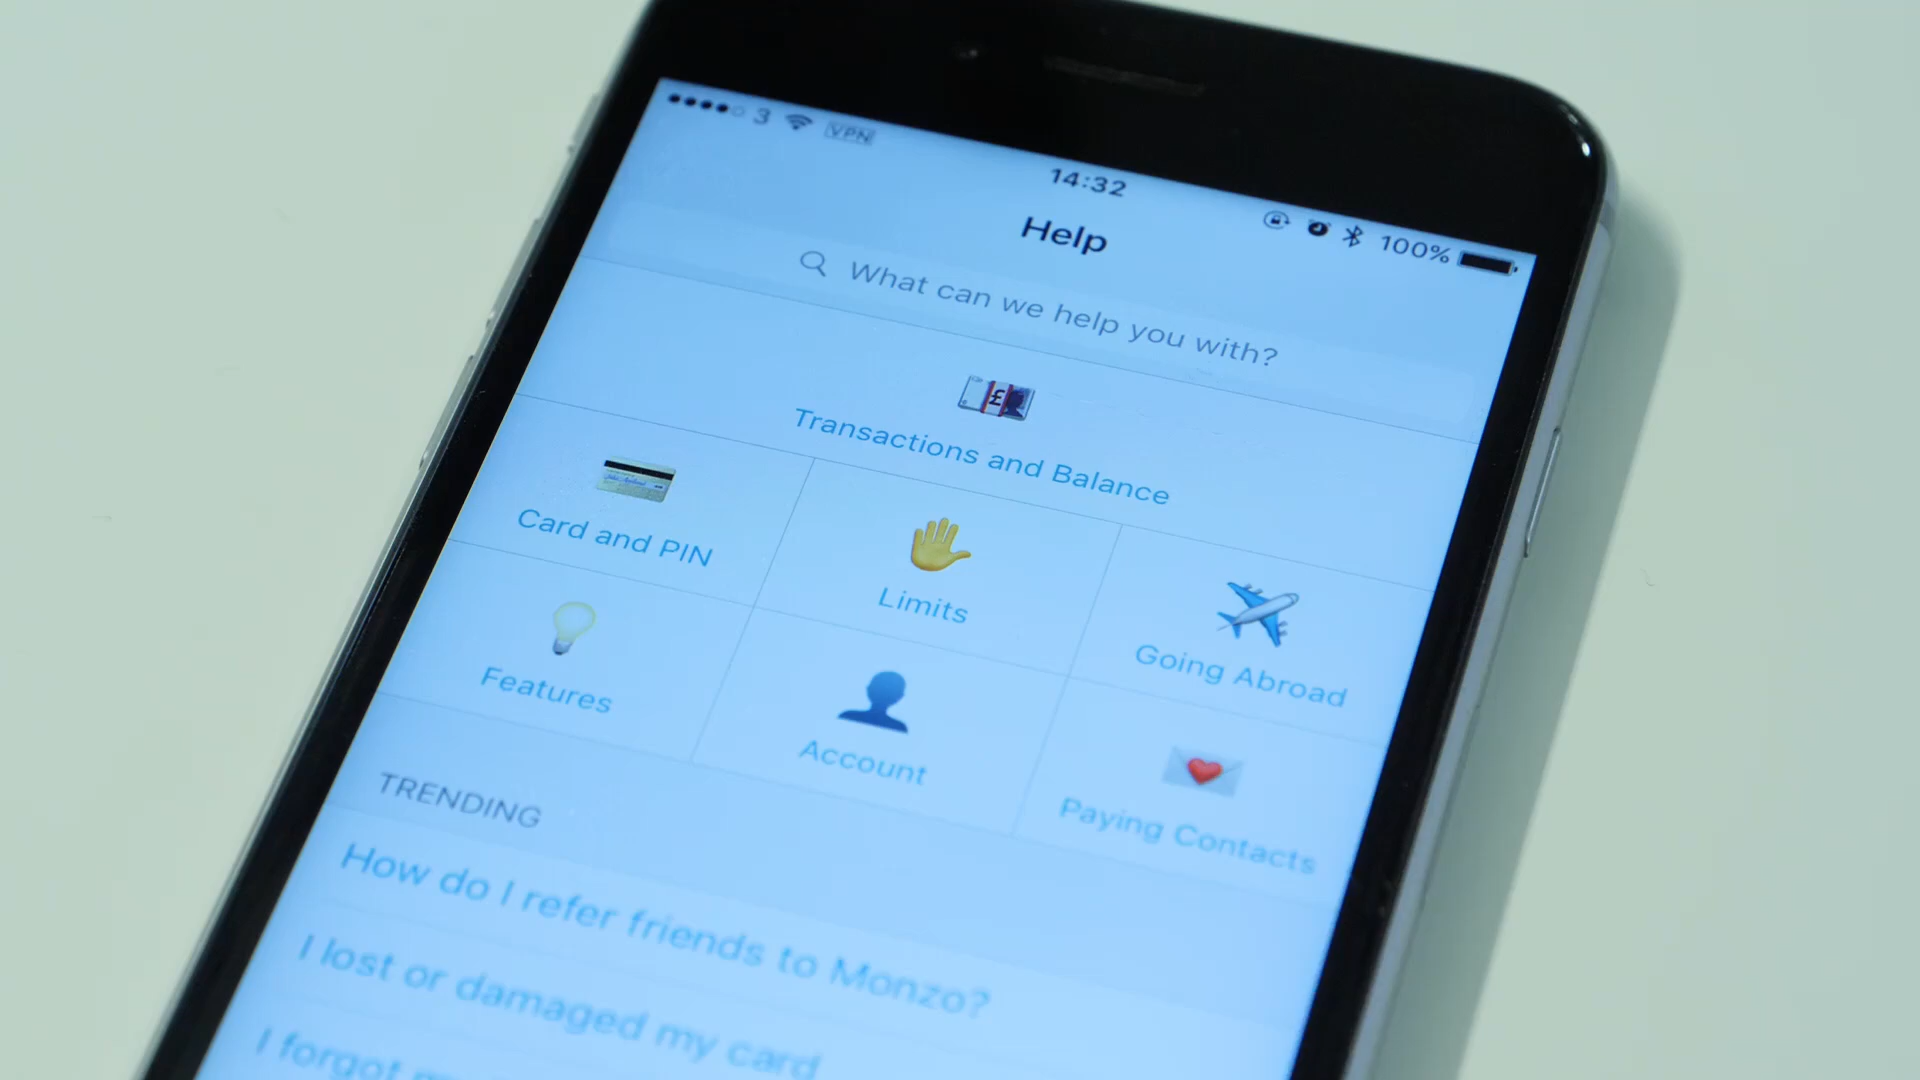 3 VPN
14:32
100%
Help
What can we help you with?
£
Transactions and Balance
Card and PIN
Limits
Going Abroad
Features
Account
Paying Contacts
TRENDING
How do I refer friends to Monzo?
I lost or damaged my card
I forgot